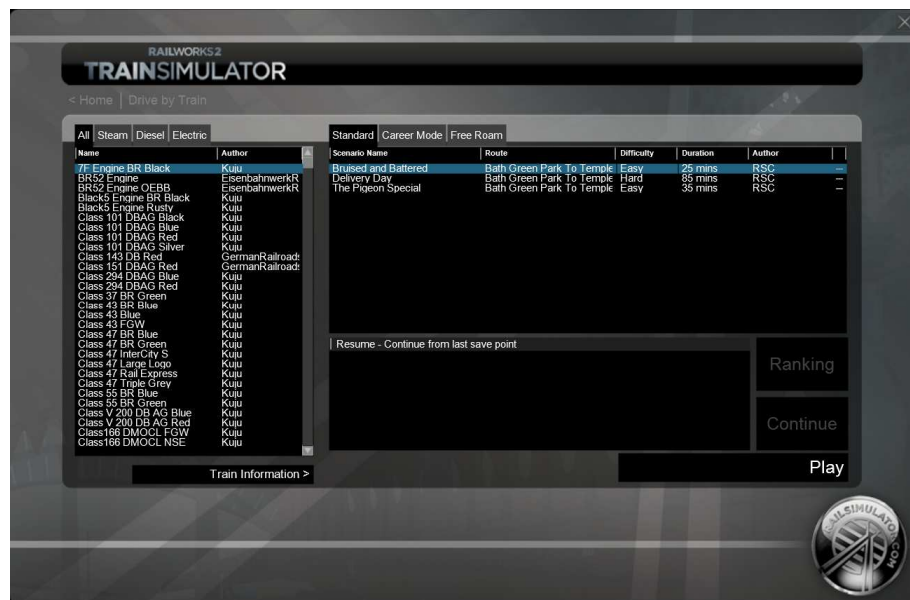 RAILWORKS2
TRAINSIMULATOR
< Home | Drive by Train
All Steam Diesel Electric
Name Author
7F Engine BR Black Kuju
BR52 Engine EisenbahnwerkR
BR52 Engine OEBB EisenbahnwerkR
Black5 Engine BR Black Kuju
Black5 Engine Rusty Kuju
Class 101 DBAG Black Kuju
Class 101 DBAG Blue Kuju
Class 101 DBAG Red Kuju
Class 101 DBAG Silver Kuju
Class 143 DB Red GermanRailroads
Class 151 DBAG Red GermanRailroads
Class 294 DBAG Blue Kuju
Class 294 DBAG Red Kuju
Class 37 BR Green Kuju
Class 43 BR Blue Kuju
Class 43 Blue Kuju
Class 43 FGW Kuju
Class 47 BR Blue Kuju
Class 47 BR Green Kuju
Class 47 InterCity S Kuju
Class 47 Large Logo Kuju
Class 47 Rail Express Kuju
Class 47 Triple Grey Kuju
Class 55 BR Blue Kuju
Class 55 BR Green Kuju
Class V 200 DB AG Blue Kuju
Class V 200 DB AG Red Kuju
Class166 DMOCL FGW Kuju
Class166 DMOCL NSE Kuju
Train Information >
Standard Career Mode Free Roam
Scenario Name Route Difficulty Duration Author
Bruised and Battered Bath Green Park To Temple Easy 25 mins RSC --
Delivery Day Bath Green Park To Temple Hard 85 mins RSC --
The Pigeon Special Bath Green Park To Temple Easy 35 mins RSC --
Resume - Continue from last save point
Ranking
Continue
Play
RAILSIMULATOR.COM